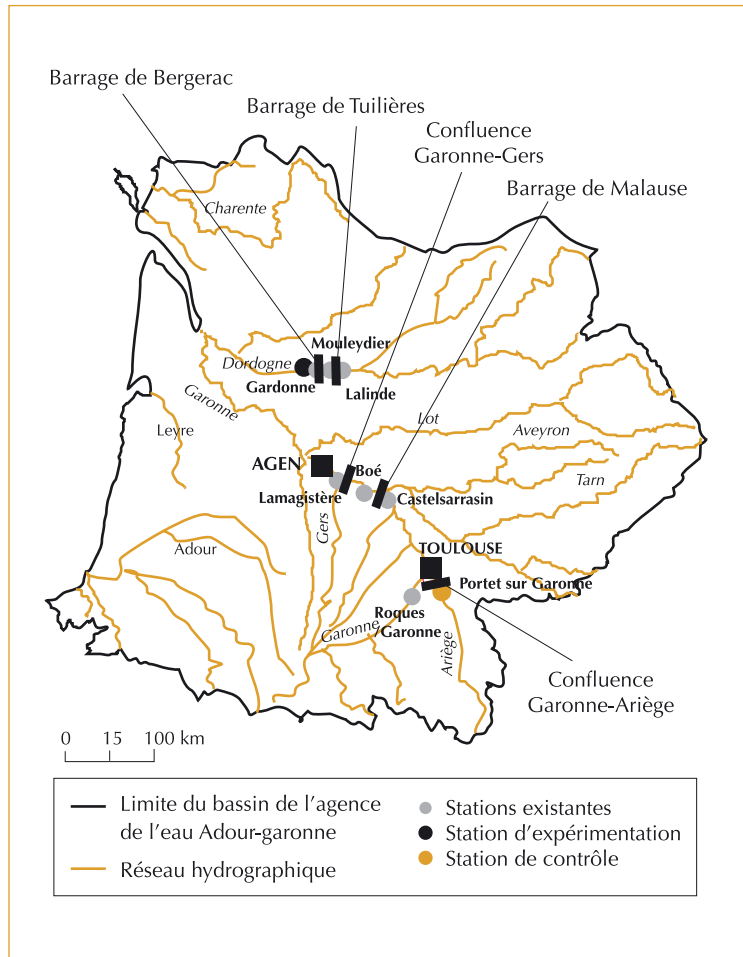 Barrage de Bergerac
Barrage de Tuilières
Confluence
Garonne-Gers
Barrage de Malause
Charente
Mouleydier
Dordogne
Gardonne
Lalinde
Garonne
Leyre
Lot
Aveyron
AGEN
Boé
Tarn
Lamagistère
Castelsarrasin
Gers
Adour
TOULOUSE
Portet sur Garonne
Roques
/Garonne
Garonne
Ariège
Confluence
Garonne-Ariège
0 15 100 km
Limite du bassin de l'agence
de l'eau Adour-garonne
Réseau hydrographique
Stations existantes
Station d'expérimentation
Station de contrôle